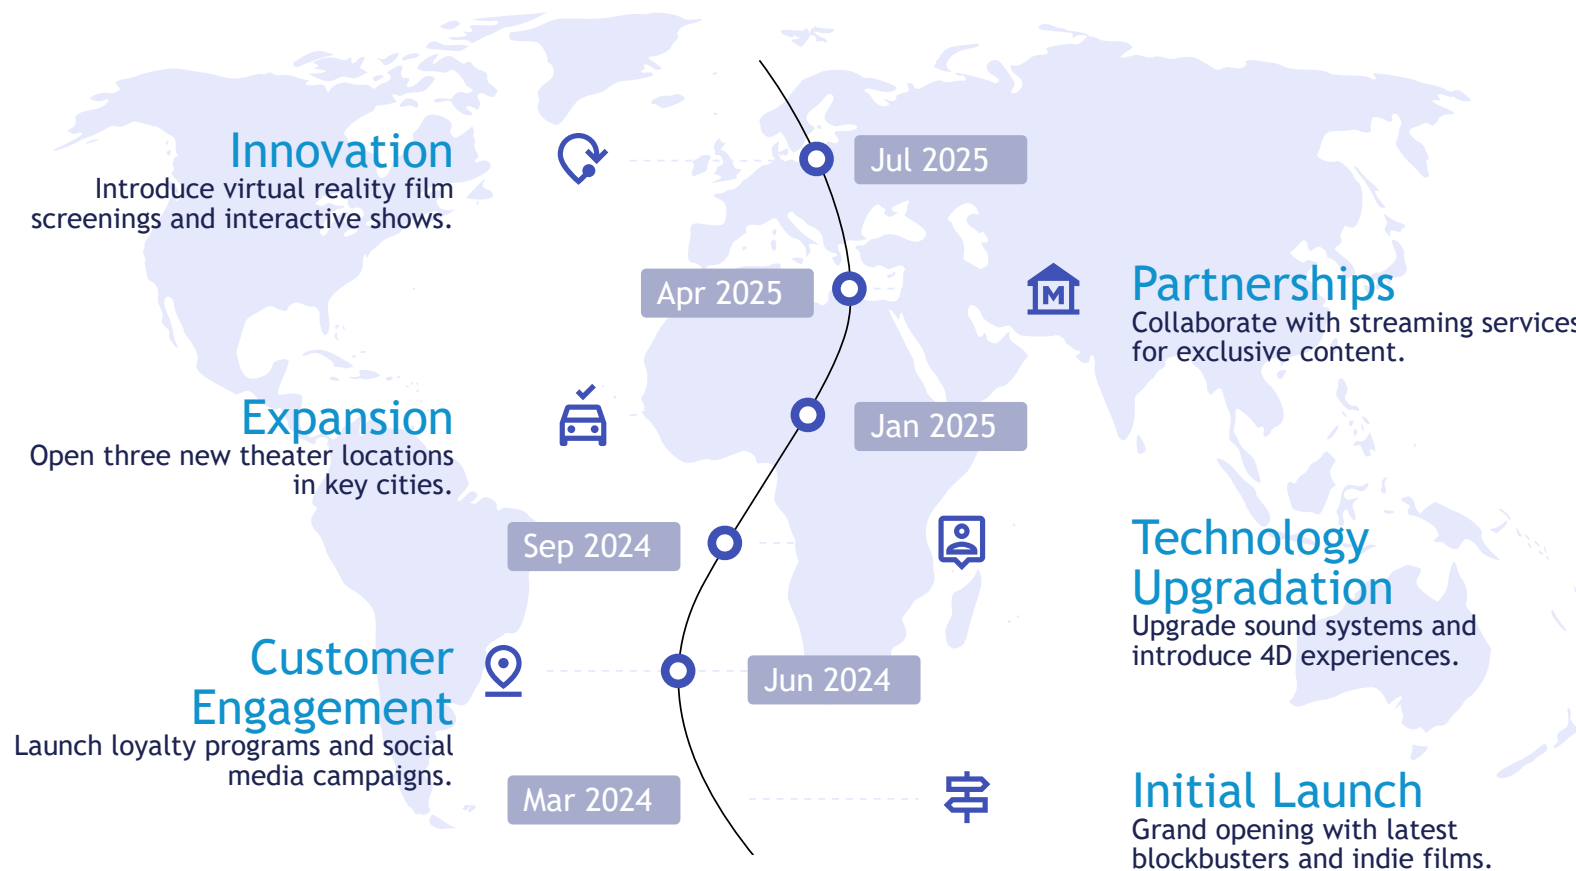 Innovation
Introduce virtual reality film
screenings and interactive shows.
Jul 2025
Apr 2025
Partnerships
Collaborate with streaming services
for exclusive content.
Expansion
Open three new theater locations
in key cities.
Jan 2025
Sep 2024
Technology
Upgradation
Upgrade sound systems and
introduce 4D experiences.
Customer
Engagement
Launch loyalty programs and social
media campaigns.
Jun 2024
Mar 2024
Initial Launch
Grand opening with latest
blockbusters and indie films.
M